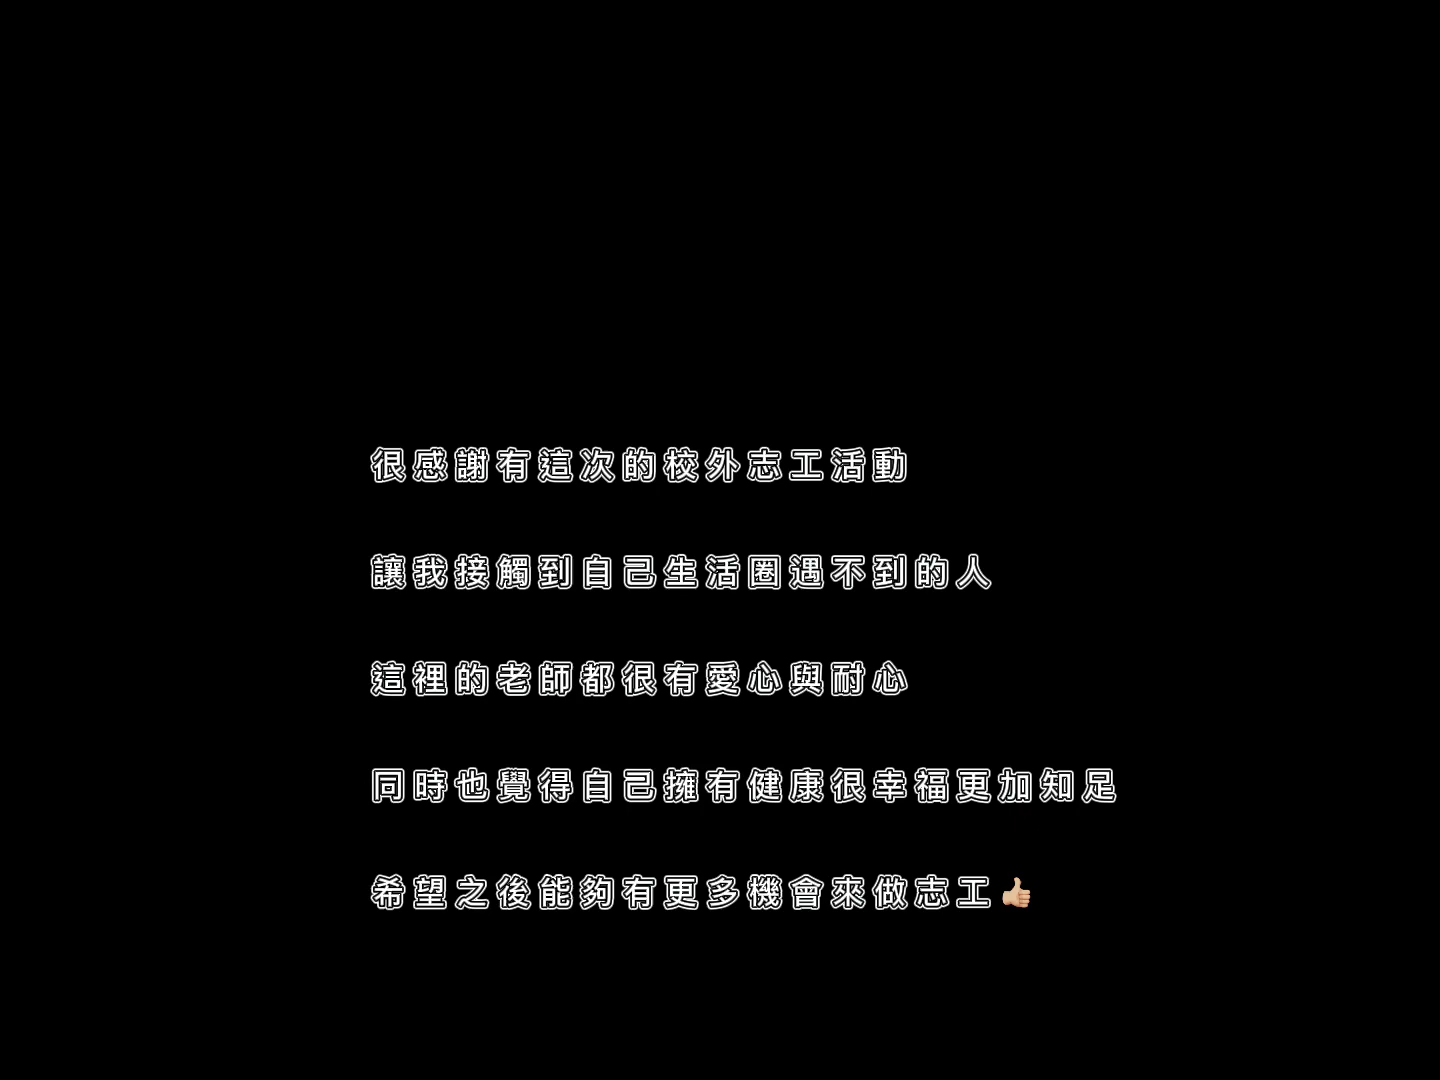 很感謝有這次的校外志工活動
讓我接觸到自己生活圈遇不到的人
這裡的老師都很有愛心與耐心
同時也覺得自己擁有健康很幸福更加知足
希望之後能夠有更多機會來做志工👍🏼